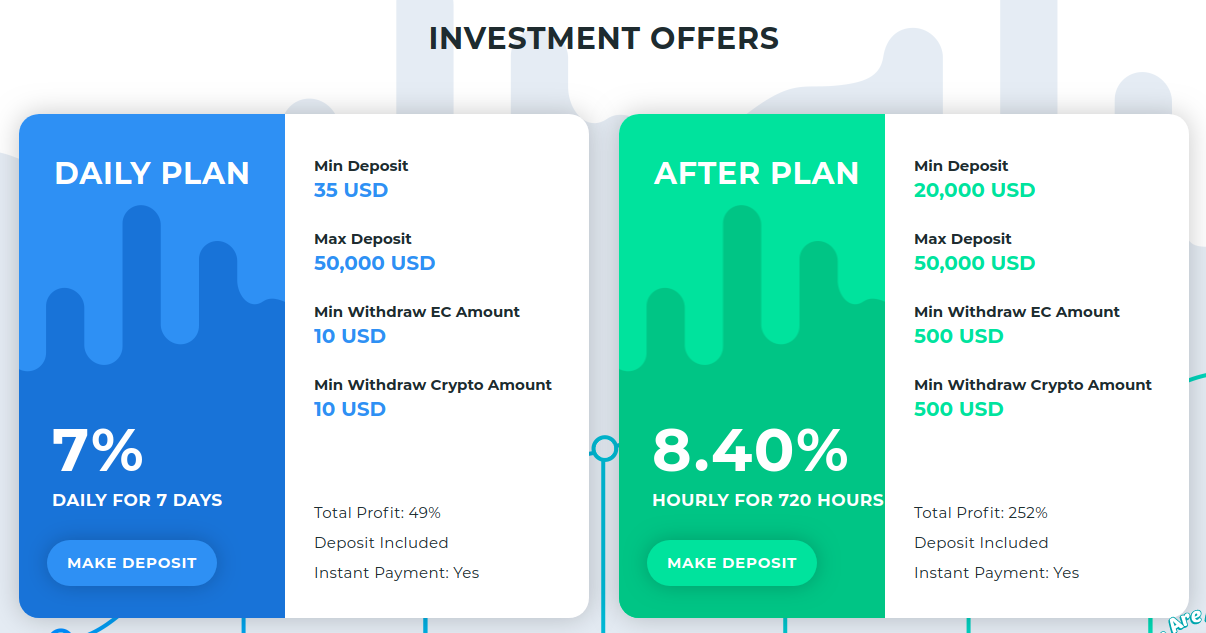 INVESTMENT OFFERS
DAILY PLAN
7%
DAILY FOR 7 DAYS
MAKE DEPOSIT
Min Deposit
35 USD
Max Deposit
50,000 USD
Min Withdraw EC Amount
10 USD
Min Withdraw Crypto Amount
10 USD
Total Profit: 49%
Deposit Included
Instant Payment: Yes
AFTER PLAN
8.40%
HOURLY FOR 720 HOURS
MAKE DEPOSIT
Min Deposit
20,000 USD
Max Deposit
50,000 USD
Min Withdraw EC Amount
500 USD
Min Withdraw Crypto Amount
500 USD
Total Profit: 252%
Deposit Included
Instant Payment: Yes
Are